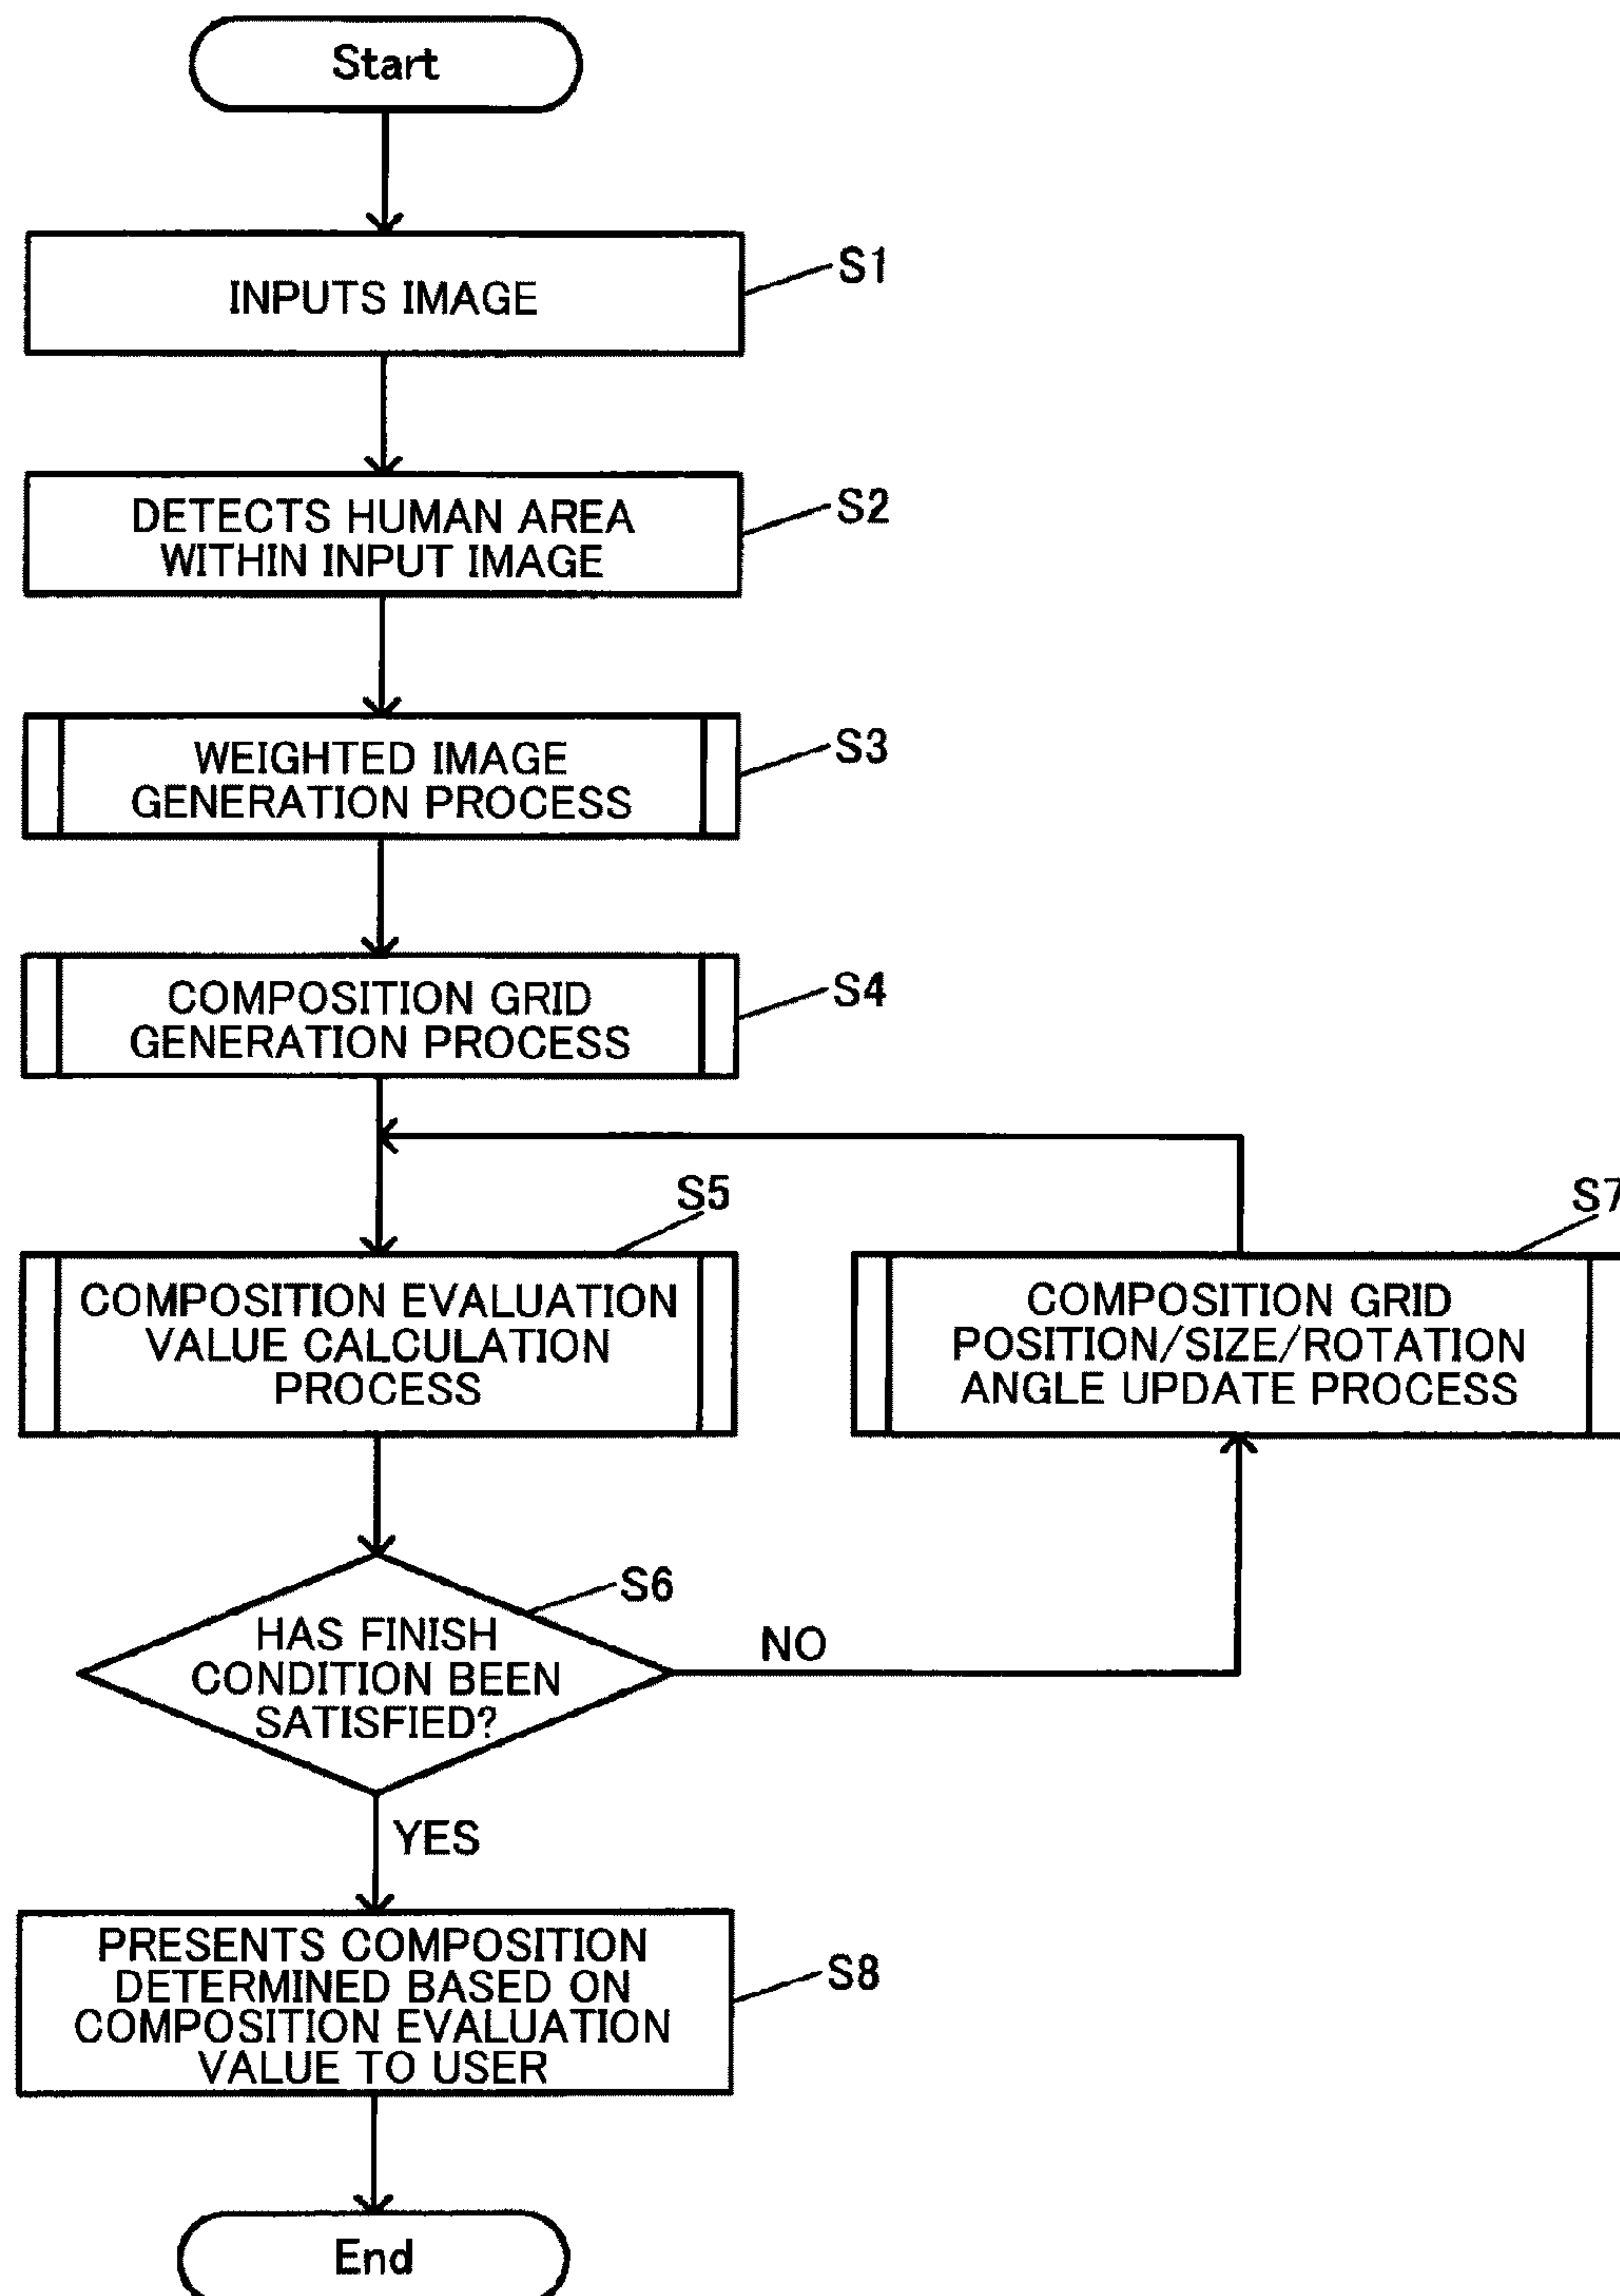 Start
INPUTS IMAGE
S1
DETECTS HUMAN AREA
WITHIN INPUT IMAGE
S2
WEIGHTED IMAGE
GENERATION PROCESS
S3
COMPOSITION GRID
GENERATION PROCESS
S4
S5
COMPOSITION EVALUATION
VALUE CALCULATION
PROCESS
S7
COMPOSITION GRID
POSITION/SIZE/ROTATION
ANGLE UPDATE PROCESS
S6
HAS FINISH
CONDITION BEEN
SATISFIED?
NO
YES
PRESENTS COMPOSITION
DETERMINED BASED ON
COMPOSITION EVALUATION
VALUE TO USER
S8
End